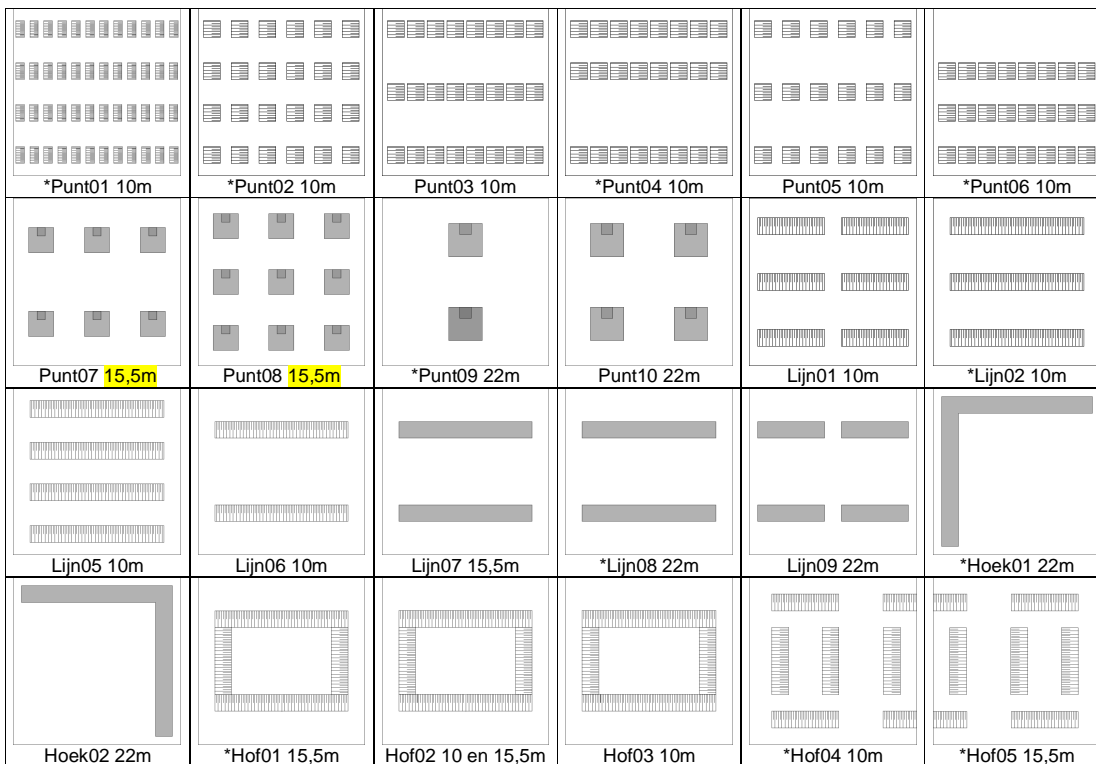 *Punt01 10m
*Punt02 10m
Punt03 10m
*Punt04 10m
Punt05 10m
*Punt06 10m
Punt07 15,5m
Punt08 15,5m
*Punt09 22m
Punt10 22m
Lijn01 10m
*Lijn02 10m
Lijn05 10m
Lijn06 10m
Lijn07 15,5m
*Lijn08 22m
Lijn09 22m
*Hoek01 22m
Hoek02 22m
*Hof01 15,5m
Hof02 10 en 15,5m
Hof03 10m
*Hof04 10m
*Hof05 15,5m